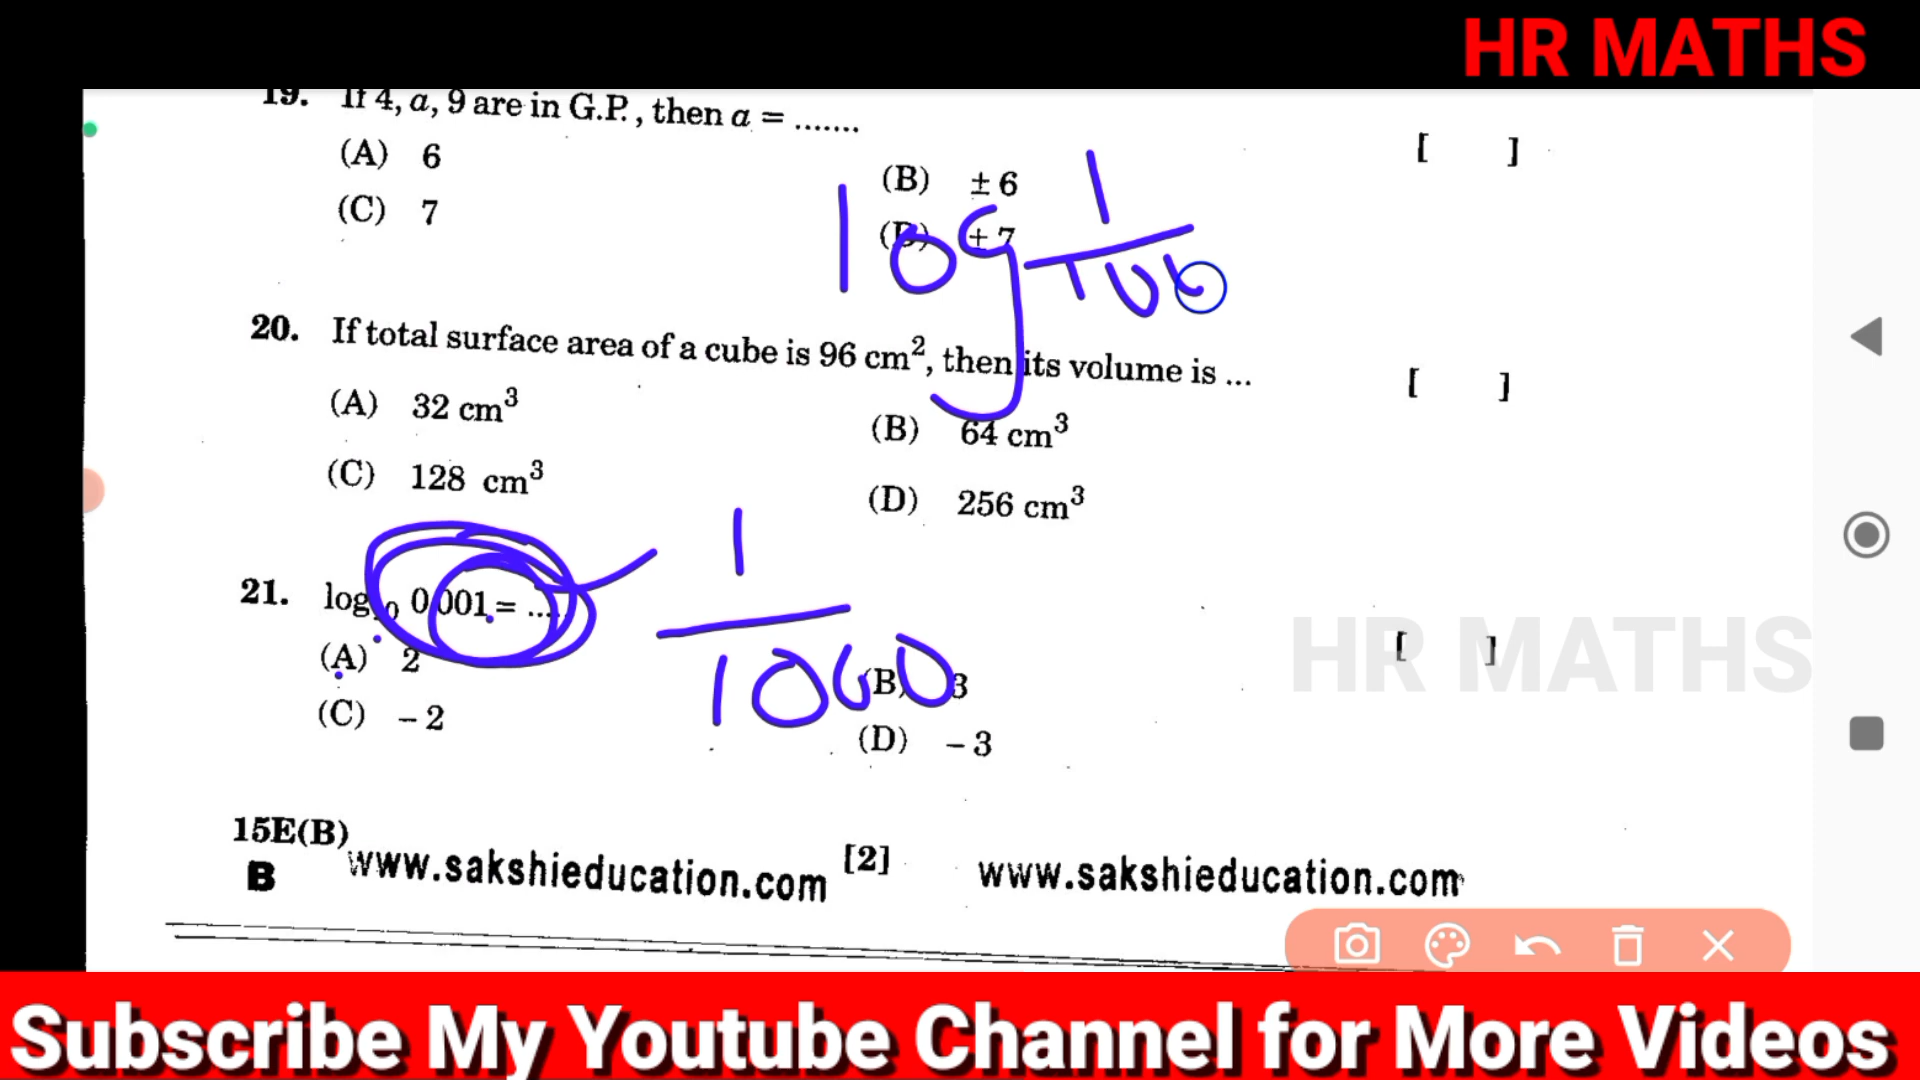 HR MATHS
19. If 4, a, 9 are in G.P., then a = ....... [ ]
(A) 6
(B) ± 6
(C) 7
(D) ± 7
log 1
100
20. If total surface area of a cube is 96 cm², then its volume is ... [ ]
(A) 32 cm³
(B) 64 cm³
(C) 128 cm³
(D) 256 cm³
21. log₁₀ 0.001 = .... [ ]
1
1000
(A) 2
(B) 3
(C) – 2
(D) – 3
HR MATHS
15E(B)
B
www.sakshieducation.com
[2]
www.sakshieducation.com
Subscribe My Youtube Channel for More Videos